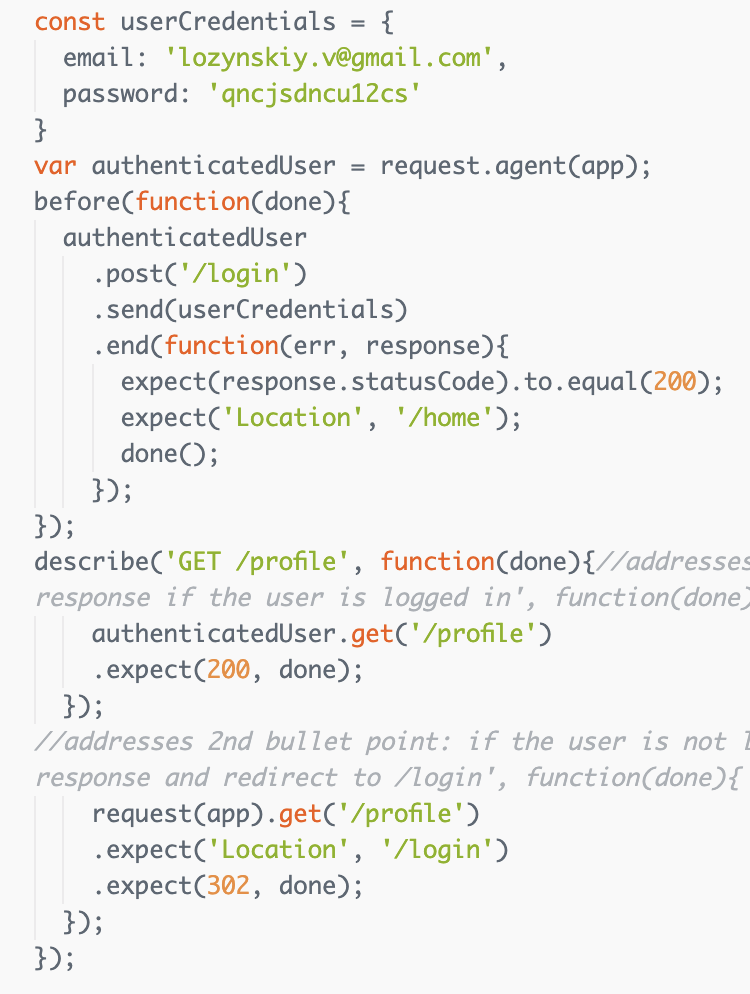 const userCredentials = {
email: 'lozynskiy.v@gmail.com',
password: 'qncjsdncu12cs'
}
var authenticatedUser = request.agent(app);
before(function(done){
authenticatedUser
.post('/login')
.send(userCredentials)
.end(function(err, response){
expect(response.statusCode).to.equal(200);
expect('Location', '/home');
done();
});
});
describe('GET /profile', function(done){//addresses
response if the user is logged in', function(done)
authenticatedUser.get('/profile')
.expect(200, done);
});
//addresses 2nd bullet point: if the user is not
response and redirect to /login', function(done){
request(app).get('/profile')
.expect('Location', '/login')
.expect(302, done);
});
});